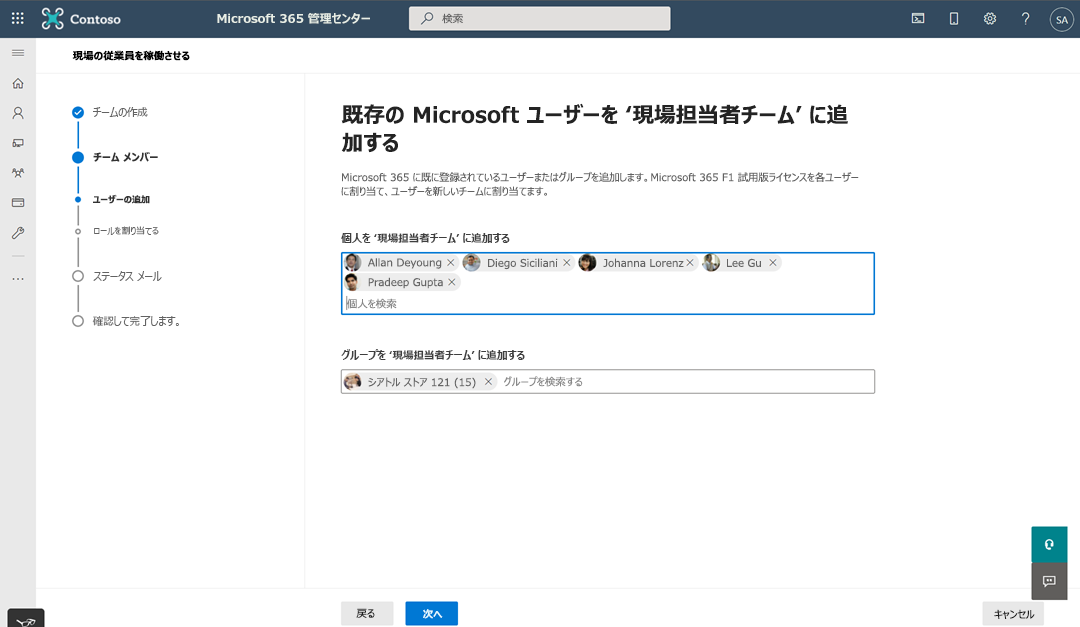 Contoso
Microsoft 365 管理センター
検索
SA
現場の従業員を稼働させる
チームの作成
チーム メンバー
ユーザーの追加
ロールを割り当てる
ステータス メール
確認して完了します。
既存の Microsoft ユーザーを ‘現場担当者チーム’ に追
加する
Microsoft 365 に既に登録されているユーザーまたはグループを追加します。Microsoft 365 F1 試用版ライセンスを各ユーザー
に割り当て、ユーザーを新しいチームに割り当てます。
個人を ‘現場担当者チーム’ に追加する
Allan Deyoung Diego Siciliani Johanna Lorenz Lee Gu
Pradeep Gupta
個人を検索
グループを ‘現場担当者チーム’ に追加する
シアトル ストア 121 (15) グループを検索する
戻る
次へ
キャンセル